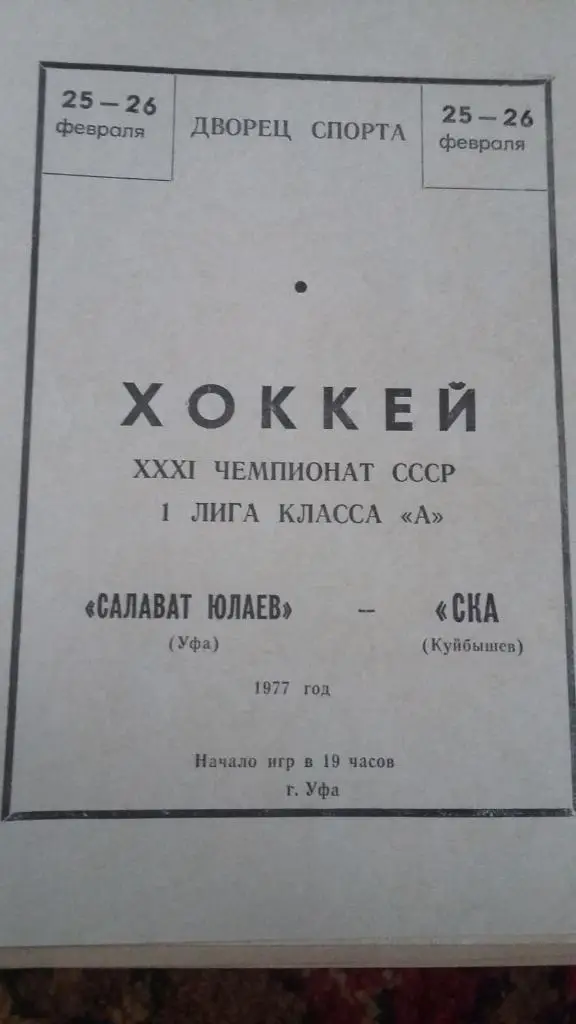 25—26
февраля
ДВОРЕЦ СПОРТА
25—26
февраля
ХОККЕЙ
XXXI ЧЕМПИОНАТ СССР
1 ЛИГА КЛАССА «А»
«САЛАВАТ ЮЛАЕВ» — «СКА
(Уфа) (Куйбышев)
1977 год
Начало игр в 19 часов
г. Уфа